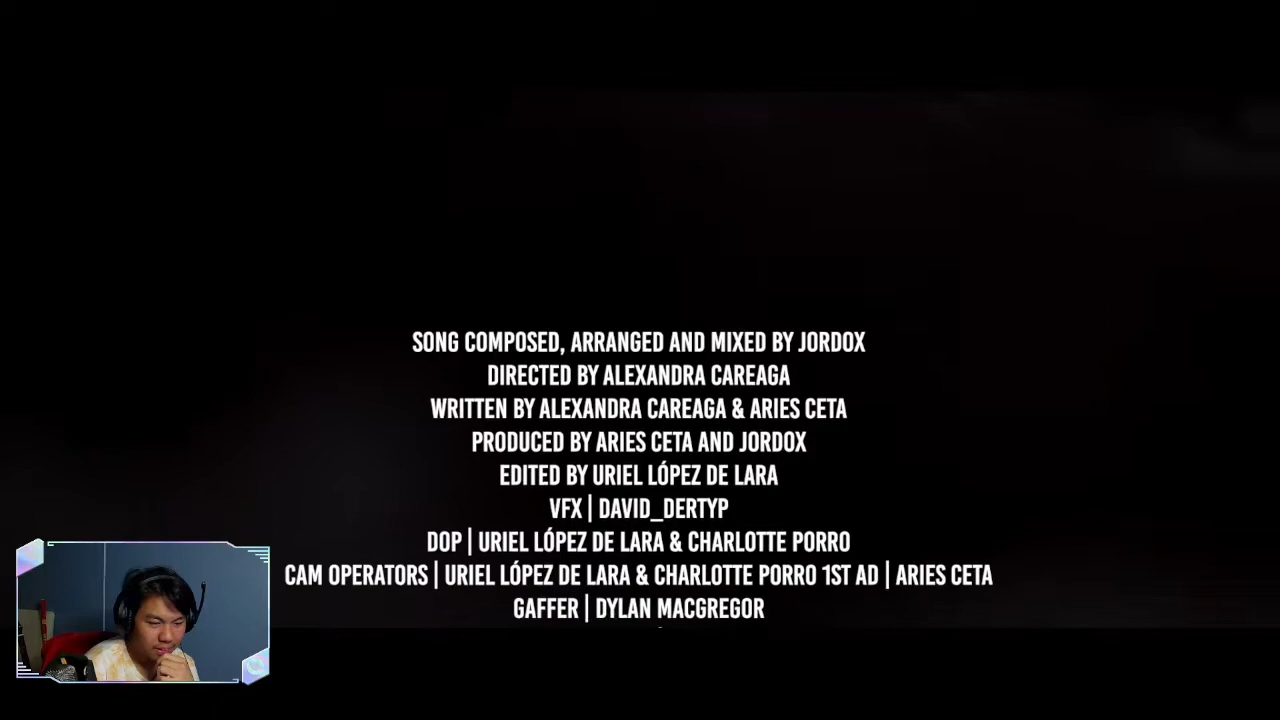 SONG COMPOSED, ARRANGED AND MIXED BY JORDOX
DIRECTED BY ALEXANDRA CAREAGA
WRITTEN BY ALEXANDRA CAREAGA & ARIES CETA
PRODUCED BY ARIES CETA AND JORDOX
EDITED BY URIEL LÓPEZ DE LARA
VFX | DAVID_DERTYP
DOP | URIEL LÓPEZ DE LARA & CHARLOTTE PORRO
CAM OPERATORS | URIEL LÓPEZ DE LARA & CHARLOTTE PORRO 1ST AD | ARIES CETA
GAFFER | DYLAN MACGREGOR